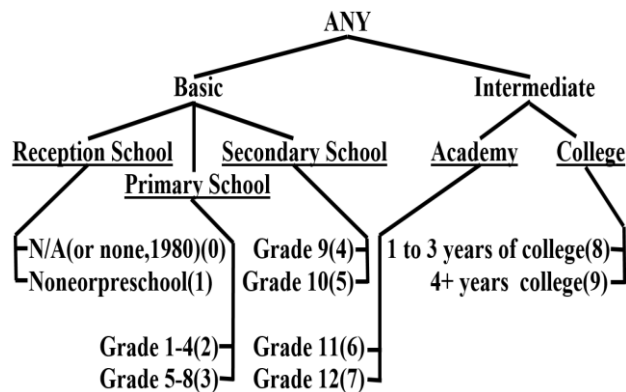 ANY
Basic Intermediate
Reception School Secondary School Academy College
Primary School
N/A(or none,1980)(0) Grade 9(4) 1 to 3 years of college(8)
Noneorpreschool(1) Grade 10(5) 4+ years college(9)
Grade 1-4(2) Grade 11(6)
Grade 5-8(3) Grade 12(7)